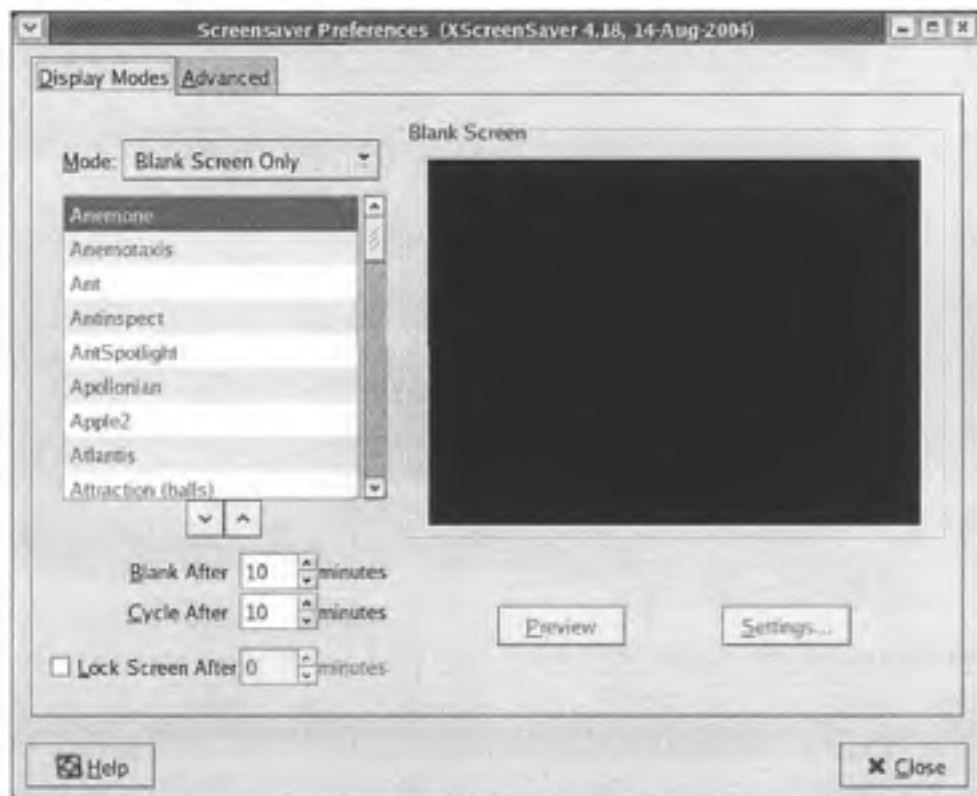 Screensaver Preferences (XScreenSaver 4.18, 14-Aug-2004)
Display Modes
Advanced
Mode: Blank Screen Only
Anemone
Anemotaxis
Ant
Antinspect
AntSpotlight
Apollonian
Apple2
Atlantis
Attraction (balls)
Blank After 10 minutes
Cycle After 10 minutes
Lock Screen After 0 minutes
Blank Screen
Preview
Settings...
Help
Close